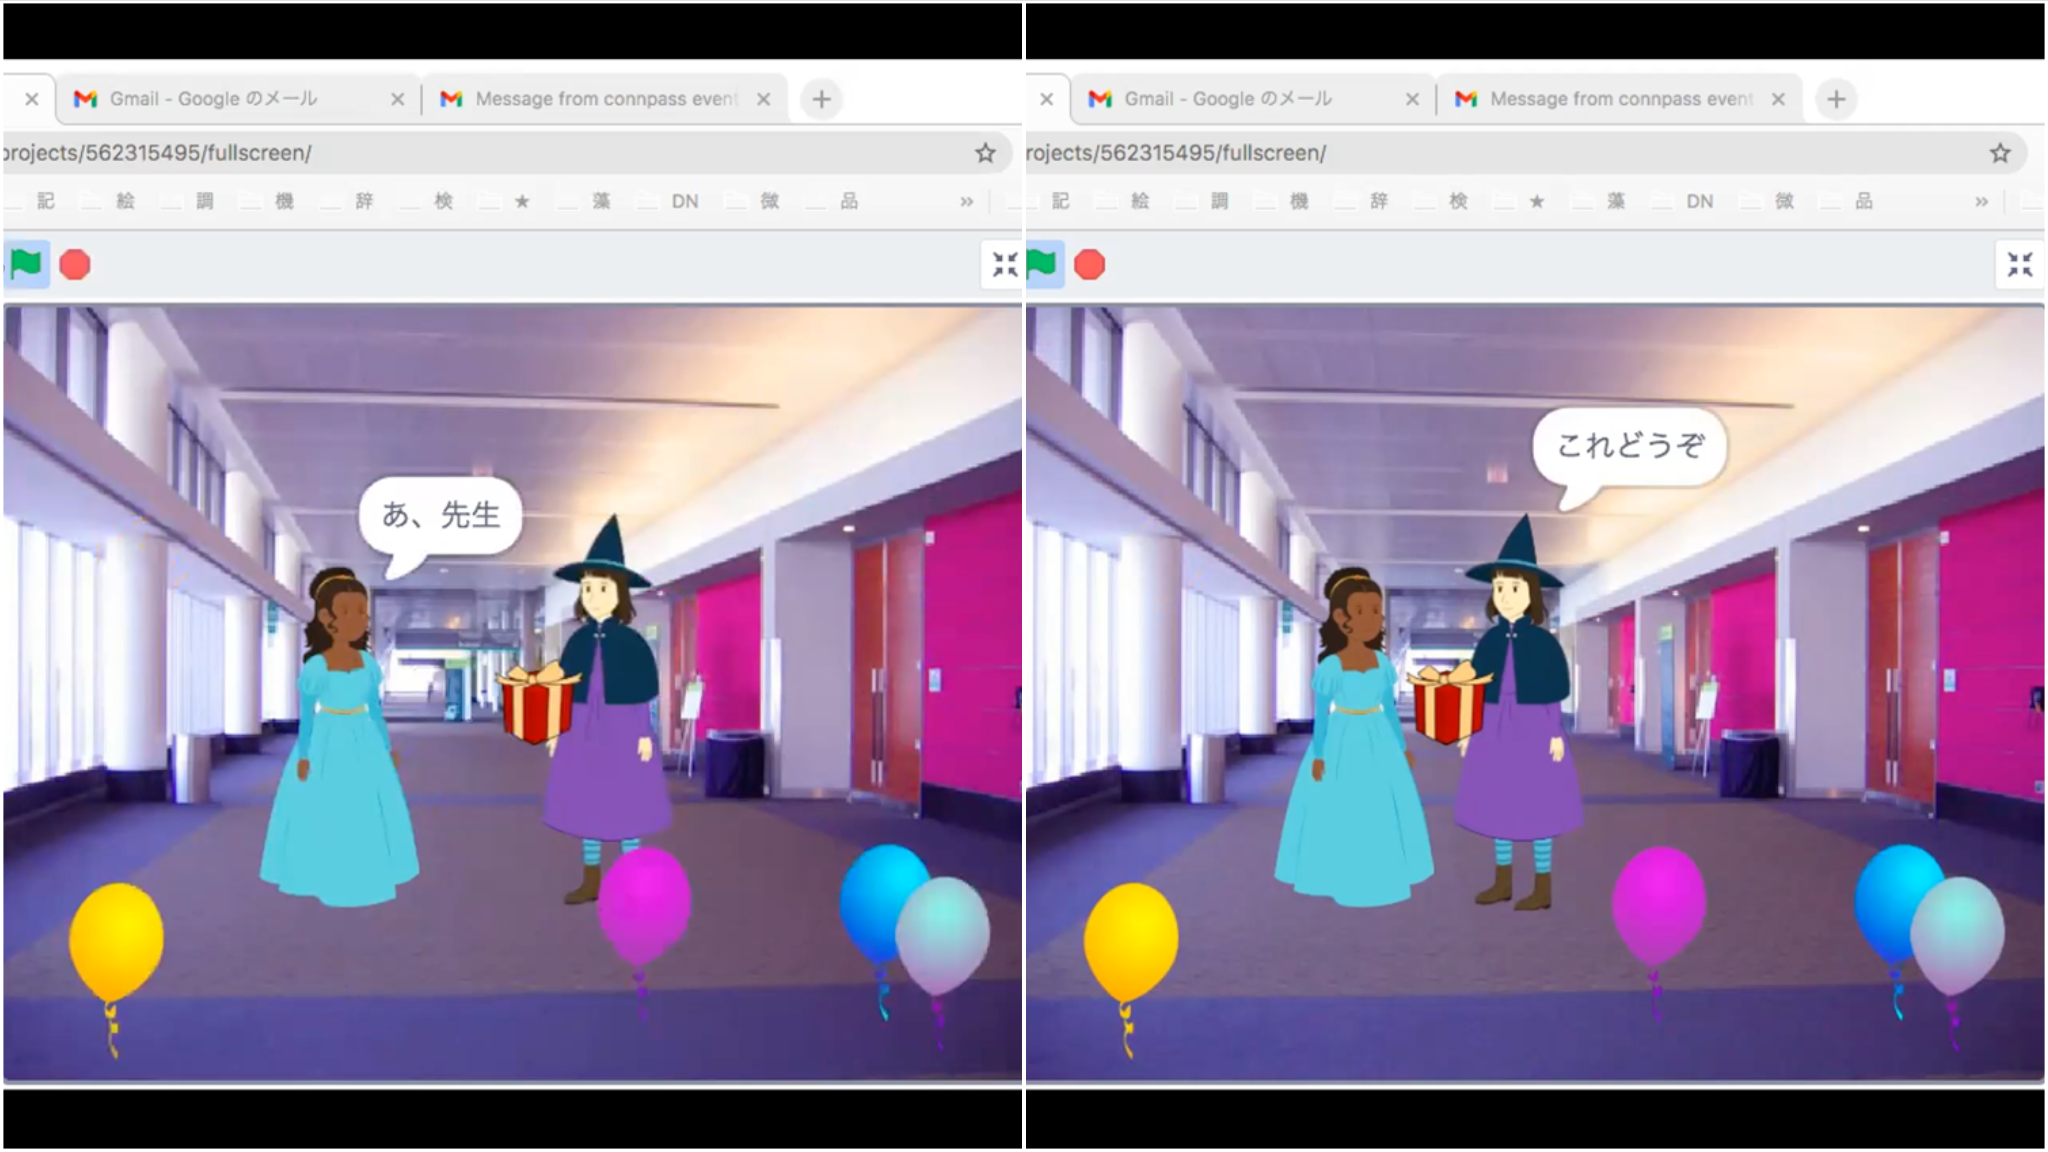 Gmail - Google のメール
Message from connpass event
projects/562315495/fullscreen/
記 絵 調 機 辞 検 ★ 藻 DN 微 品 »
あ、先生
Gmail - Google のメール
Message from connpass event
rojects/562315495/fullscreen/
記 絵 調 機 辞 検 ★ 藻 DN 微 品 »
これどうぞ